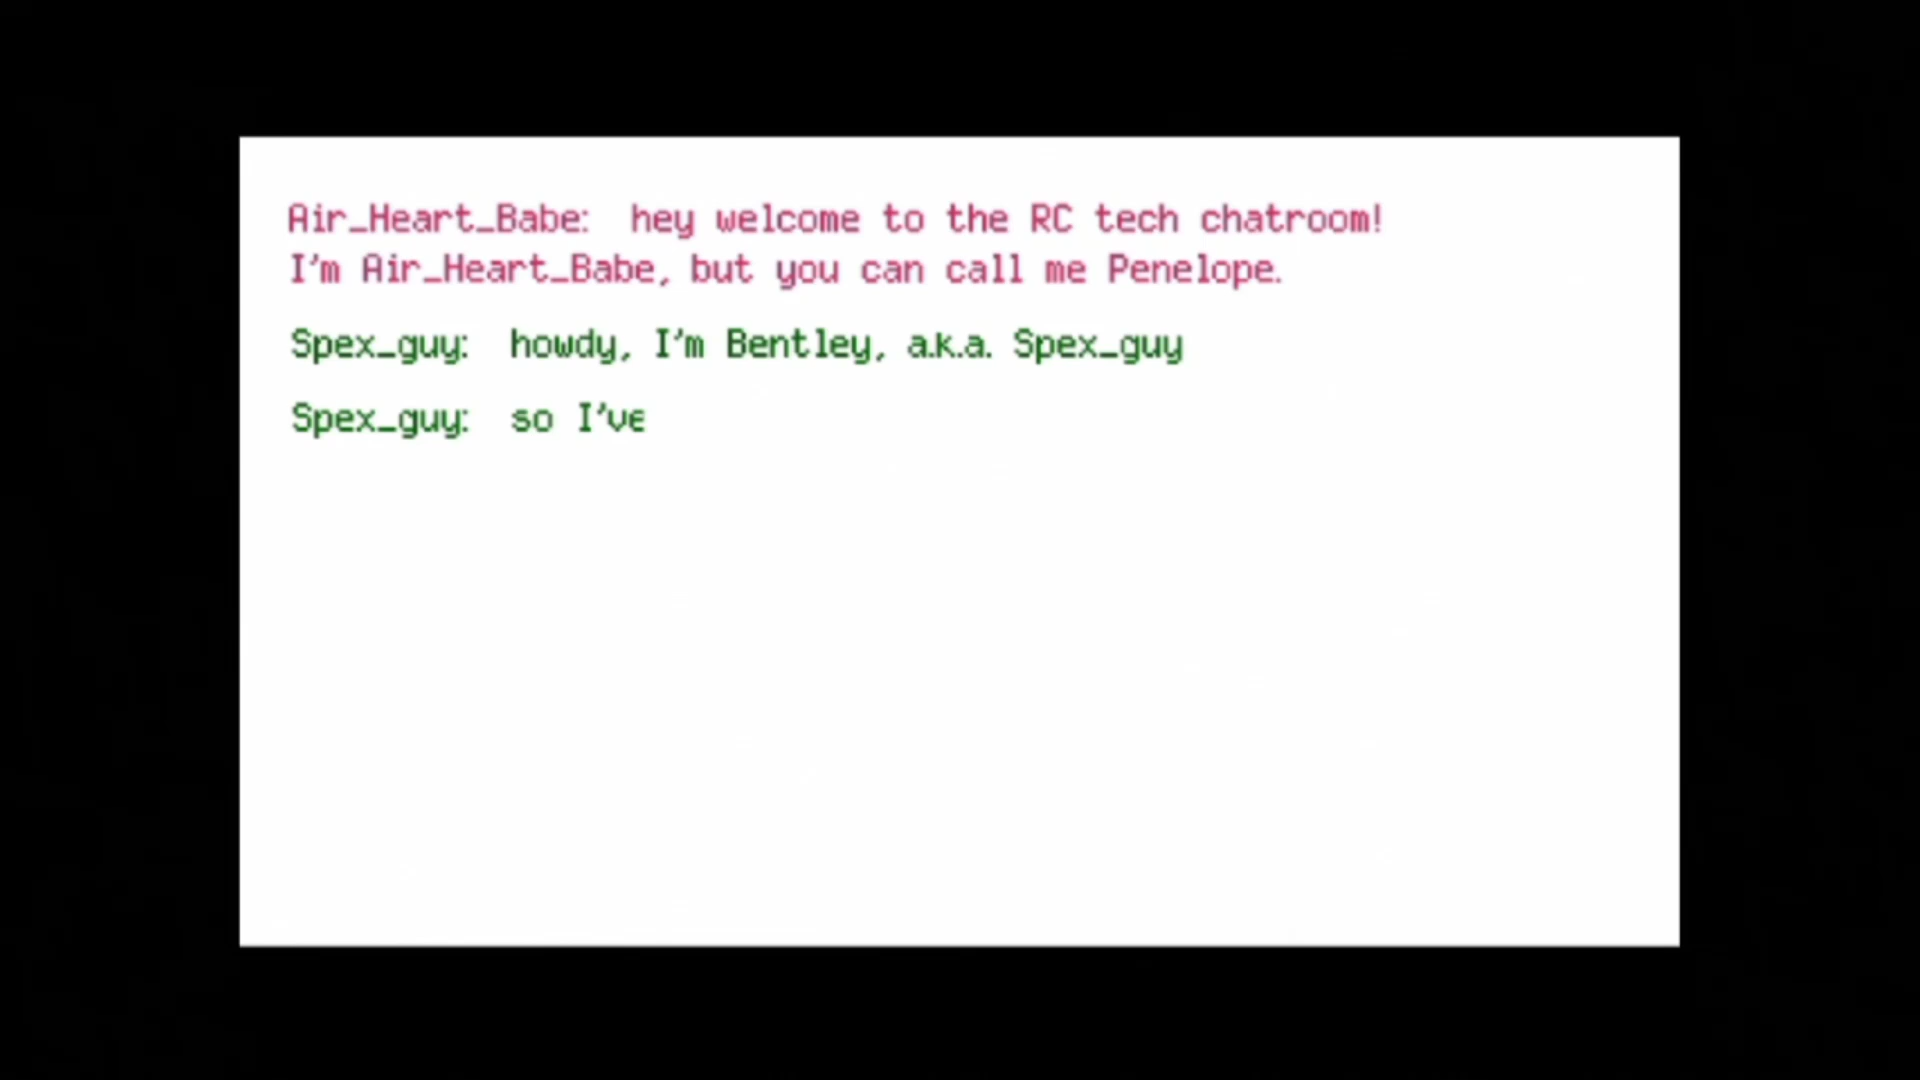 Air_Heart_Babe:  hey welcome to the RC tech chatroom!
I'm Air_Heart_Babe, but you can call me Penelope.
Spex_guy:  howdy, I'm Bentley, a.k.a. Spex_guy
Spex_guy:  so I've